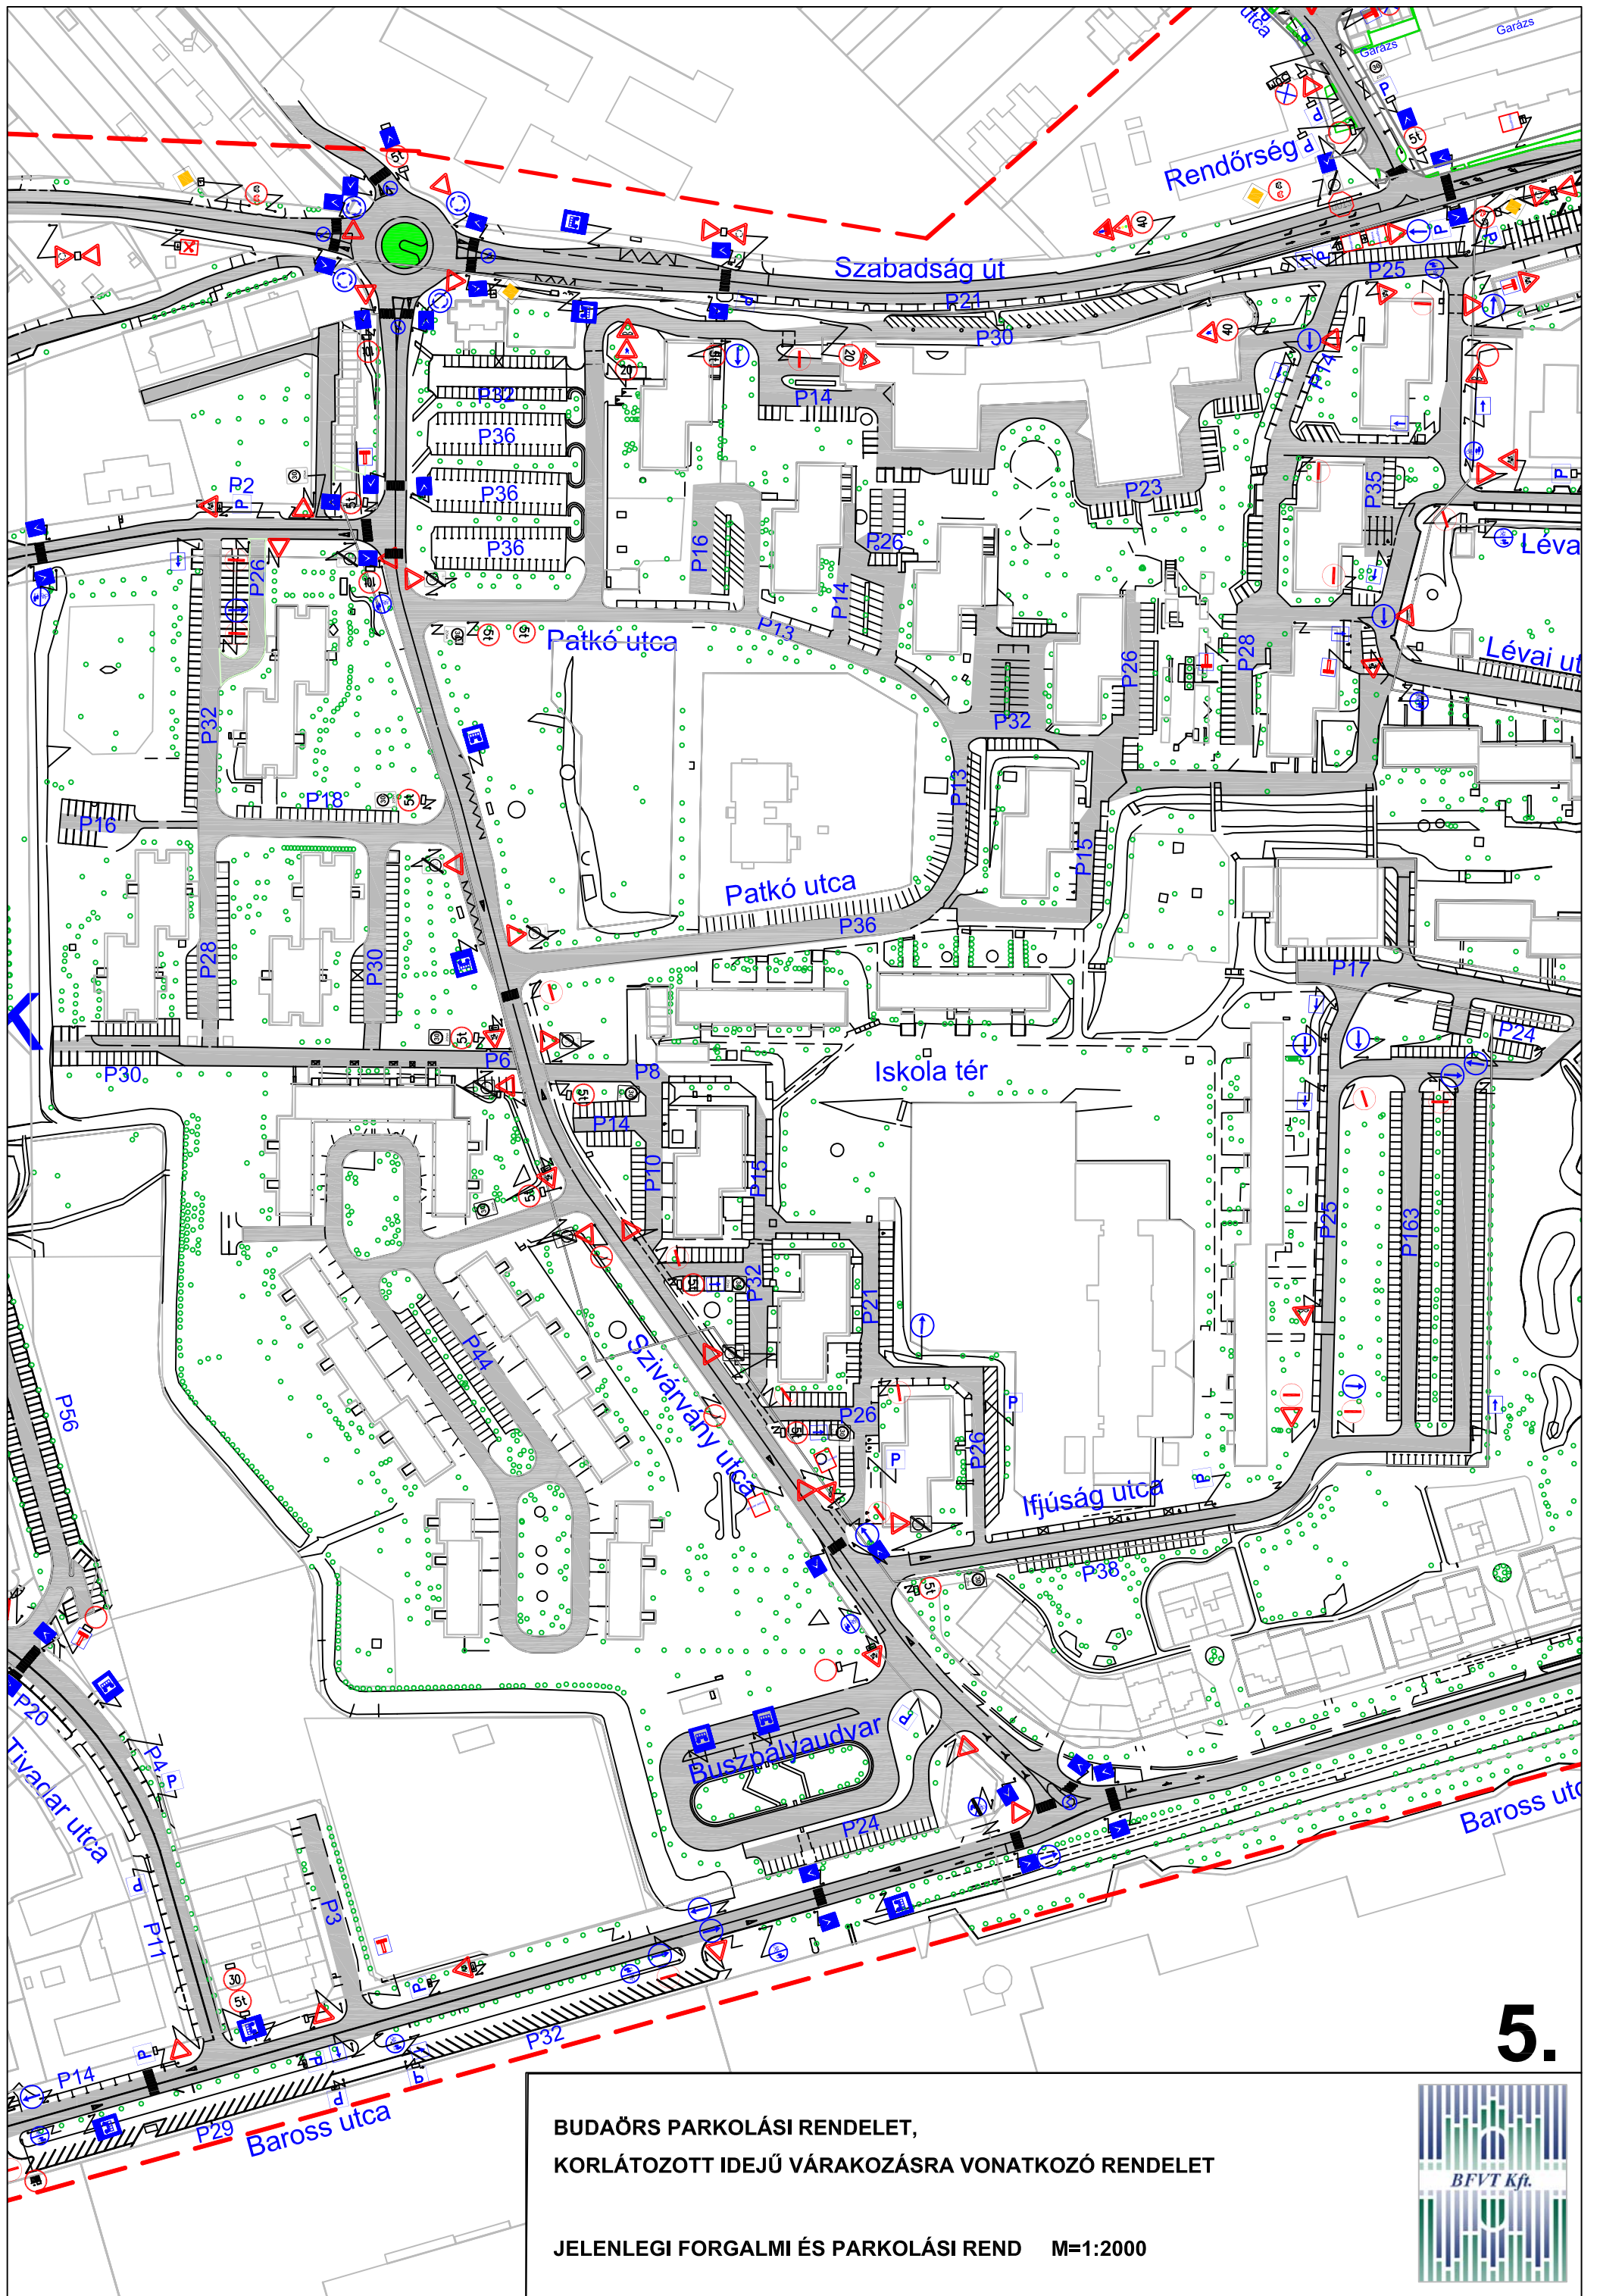 utca
Garázs
Garázs
Rendőrség
Szabadság út
P21
P25
P30
P14
P32
P14
P36
P23
P35
P2
P36
P16
P26
P36
Léva
P26
P14
P13
Patkó utca
P26
P28
Lévai ut
P32
P32
P13
P18
P16
P15
Patkó utca
P36
P28
P30
P17
P24
P6
P30
P8
Iskola tér
P14
P10
P15
P25
P163
P32
P21
P44
Szivárvány utca
P56
P26
P26
Ifjúság utca
P38
P20
Tivadar utca
P4
Buszpályaudvar
P24
Baross utc
P3
P11
P32
P14
P29
Baross utca
5.
BUDAÖRS PARKOLÁSI RENDELET,
KORLÁTOZOTT IDEJŰ VÁRAKOZÁSRA VONATKOZÓ RENDELET
JELENLEGI FORGALMI ÉS PARKOLÁSI REND M=1:2000
BFVT Kft.